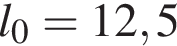 l₀ = 12,5